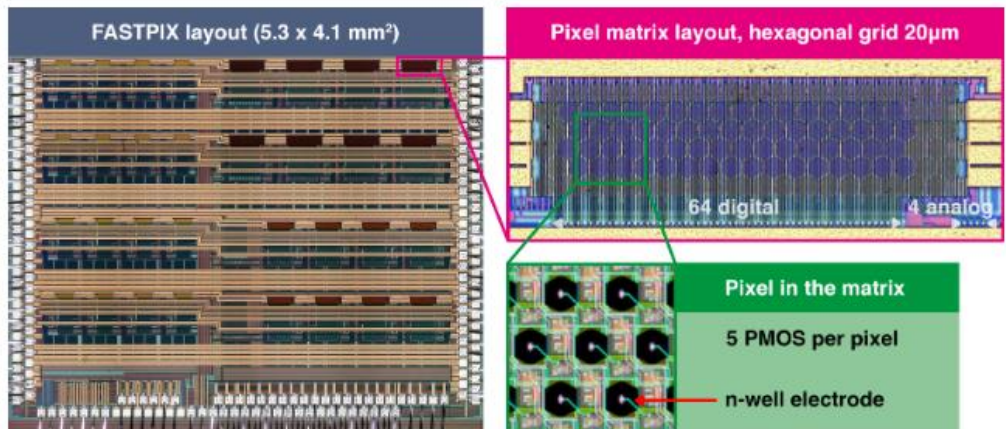 FASTPIX layout (5.3 x 4.1 mm²)
Pixel matrix layout, hexagonal grid 20μm
64 digital
4 analog
Pixel in the matrix
5 PMOS per pixel
n-well electrode